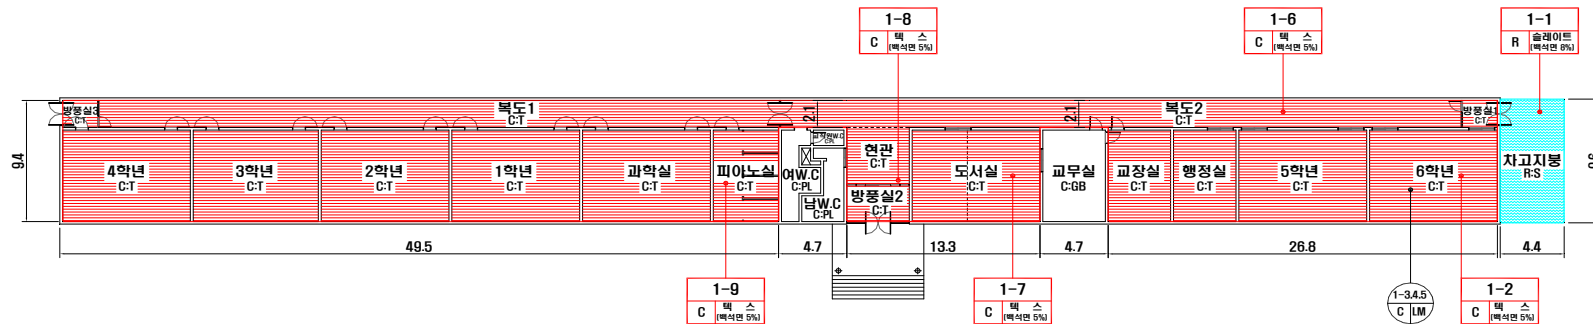 1-8
C 텍 스
(백석면 5%)
1-6
C 텍 스
(백석면 5%)
1-1
R 슬레이트
(백석면 8%)
방풍실3
C:T
복도1
C:T
2.1
2.1
복도2
C:T
방풍실1
C:T
9.4
4학년
C:T
3학년
C:T
2학년
C:T
1학년
C:T
과학실
C:T
피아노실
C:T
여W.C
C:PL
C:PL
남W.C
C:PL
현관
C:T
방풍실2
C:T
도서실
C:T
교무실
C:GB
교장실
C:T
행정실
C:T
5학년
C:T
6학년
C:T
차고지붕
R:S
49.5
4.7
13.3
4.7
26.8
4.4
1-9
C 텍 스
(백석면 5%)
1-7
C 텍 스
(백석면 5%)
1-3.4.5
C LM
1-2
C 텍 스
(백석면 5%)